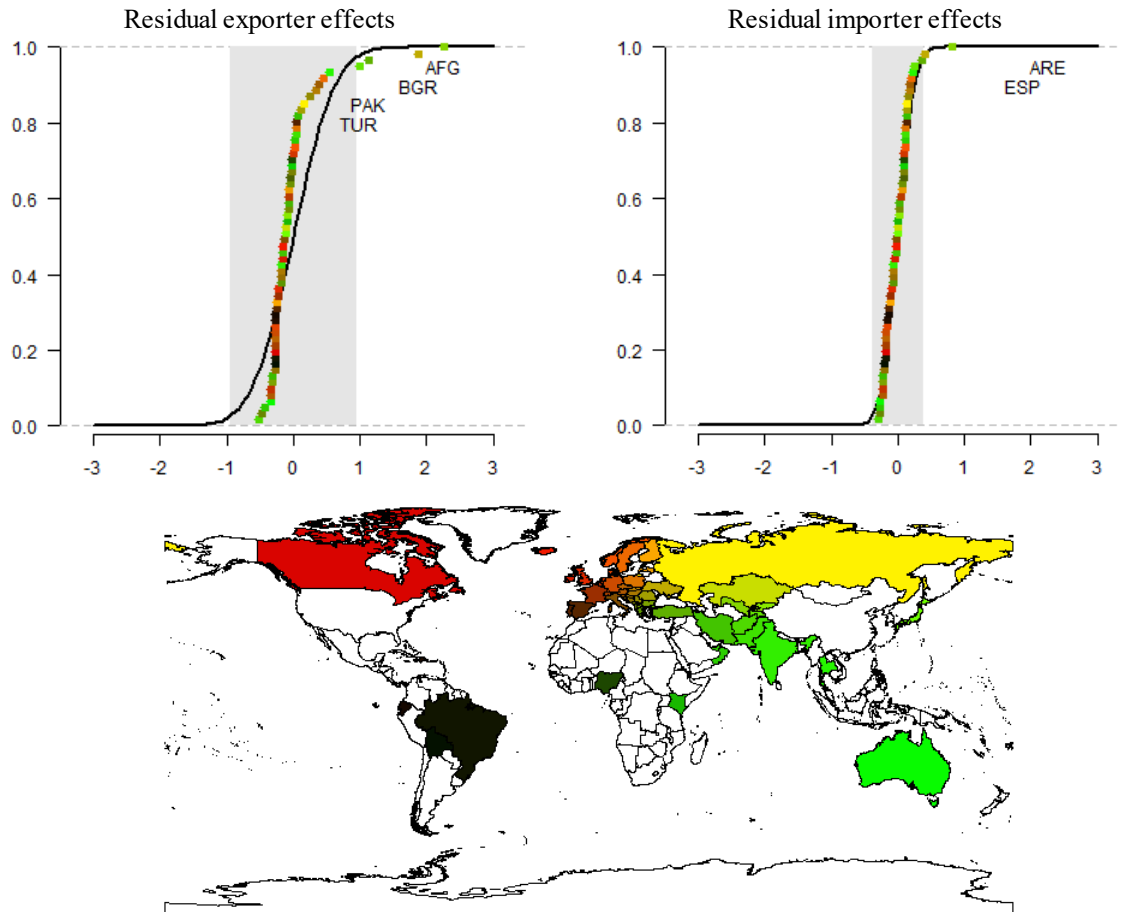 Residual exporter effects
Residual importer effects
1.0
AFG
BGR
PAK
0.8
TUR
0.6
0.4
0.2
0.0
-3 -2 -1 0 1 2 3
1.0
ARE
ESP
0.8
0.6
0.4
0.2
0.0
-3 -2 -1 0 1 2 3